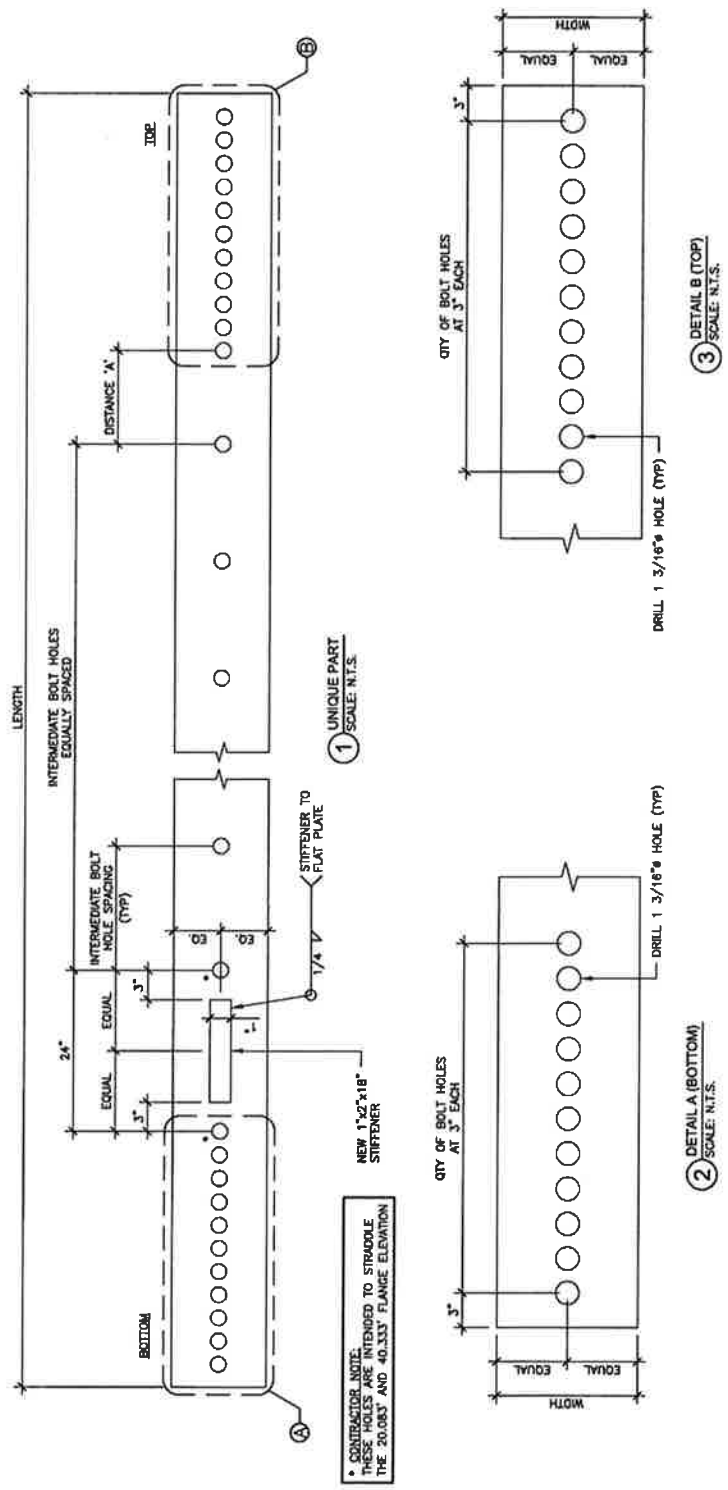 LENGTH
INTERMEDIATE BOLT HOLES
EQUALLY SPACED
24"
EQUAL
EQUAL
INTERMEDIATE BOLT
HOLE SPACING
(TYP)
DISTANCE 'A'
3"
3"
BOTTOM
TOP
EQ.
EQ.
1"
A
B
NEW 1"x2"x18"
STIFFENER
1/4
STIFFENER TO
FLAT PLATE
* CONTRACTOR NOTE:
THESE HOLES ARE INTENDED TO STRADDLE
THE 20.083' AND 40.333' FLANGE ELEVATION
1 UNIQUE PART
SCALE: N.T.S.
QTY OF BOLT HOLES
AT 3" EACH
3"
EQUAL
EQUAL
WIDTH
DRILL 1 3/16"ø HOLE (TYP)
2 DETAIL A (BOTTOM)
SCALE: N.T.S.
QTY OF BOLT HOLES
AT 3" EACH
3"
EQUAL
EQUAL
WIDTH
DRILL 1 3/16"ø HOLE (TYP)
3 DETAIL B (TOP)
SCALE: N.T.S.